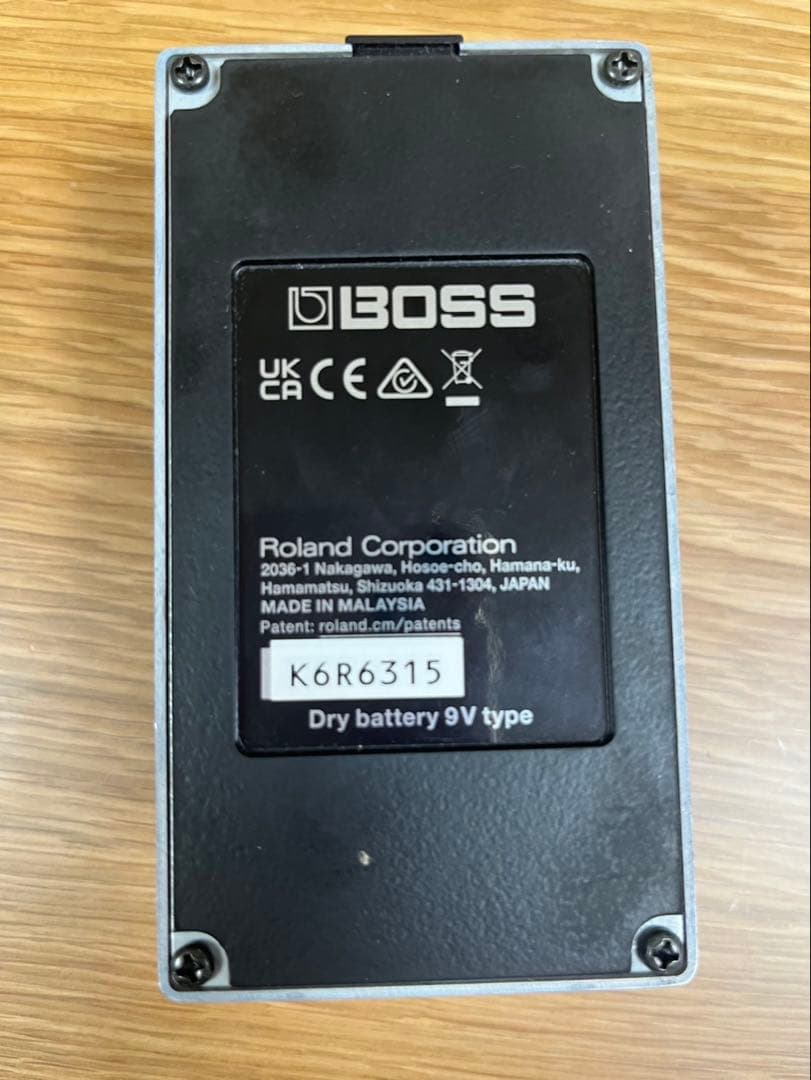 BOSS
UK
CA CE
Roland Corporation
2036-1 Nakagawa, Hosoe-cho, Hamana-ku,
Hamamatsu, Shizuoka 431-1304, JAPAN
MADE IN MALAYSIA
Patent: roland.cm/patents
K6R6315
Dry battery 9V type